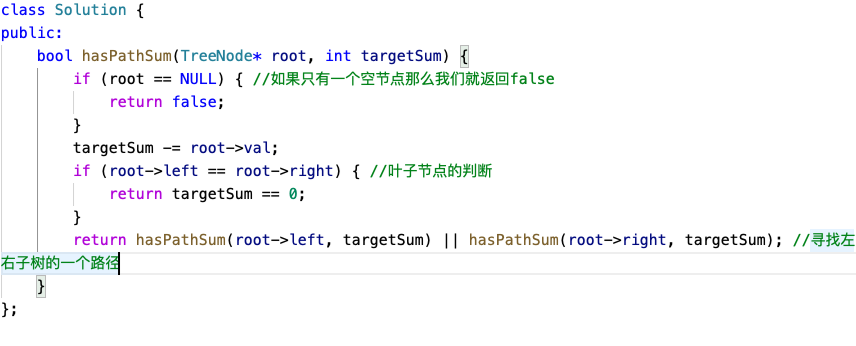 class Solution {
public:
    bool hasPathSum(TreeNode* root, int targetSum) {
        if (root == NULL) { //如果只有一个空节点那么我们就返回false
            return false;
        }
        targetSum -= root->val;
        if (root->left == root->right) { //叶子节点的判断
            return targetSum == 0;
        }
        return hasPathSum(root->left, targetSum) || hasPathSum(root->right, targetSum); //寻找左
右子树的一个路径
    }
};